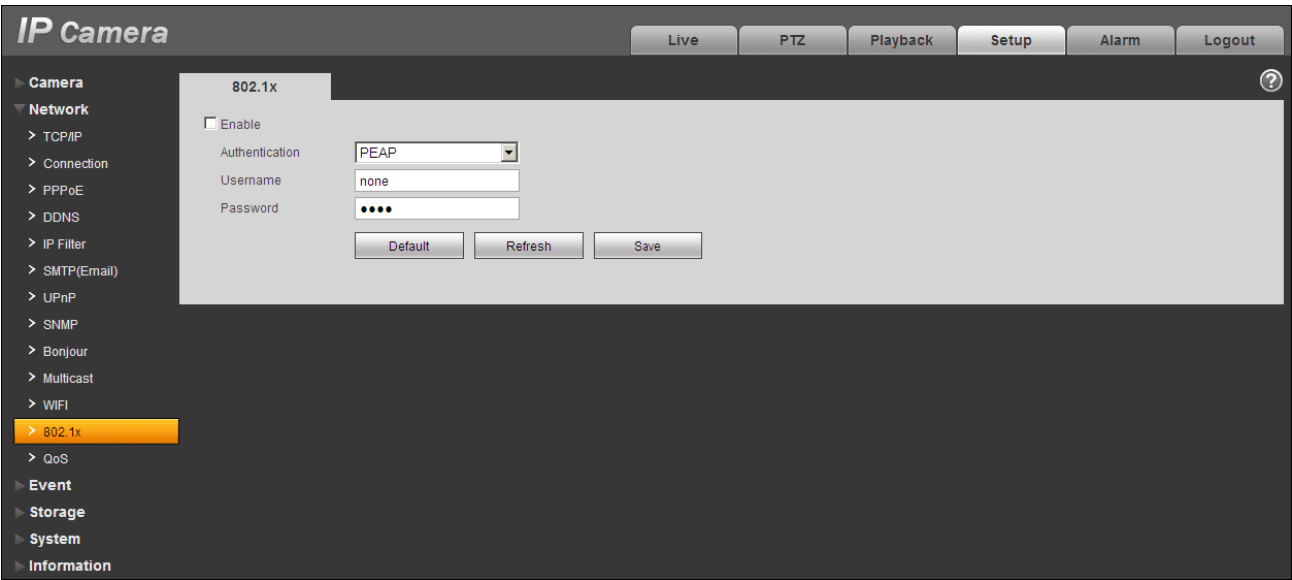 IP Camera
Live PTZ Playback Setup Alarm Logout
Camera
Network
TCP/IP
Connection
PPPoE
DDNS
IP Filter
SMTP(Email)
UPnP
SNMP
Bonjour
Multicast
WIFI
802.1x
QoS
Event
Storage
System
Information
802.1x
?
Enable
Authentication PEAP
Username none
Password ••••
Default Refresh Save